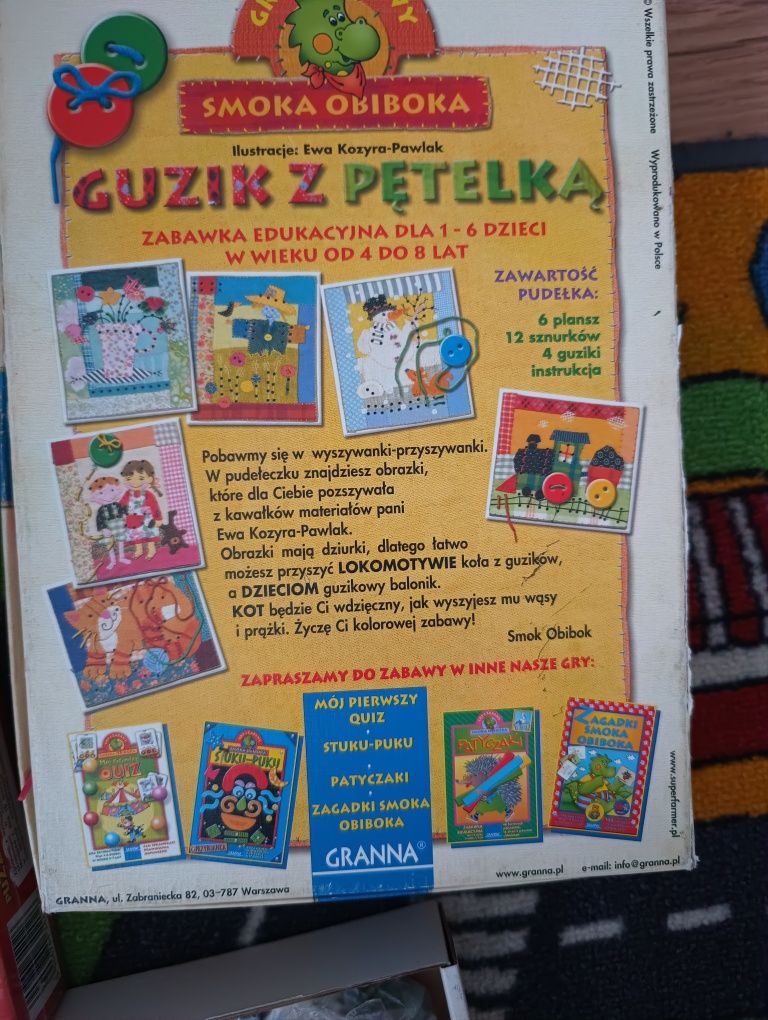 SMOKA OBIBOKA
Ilustracje: Ewa Kozyra-Pawlak
GUZIK Z PĘTELKĄ
ZABAWKA EDUKACYJNA DLA 1 - 6 DZIECI
W WIEKU OD 4 DO 8 LAT
ZAWARTOŚĆ
PUDEŁKA:
6 plansz
12 sznurków
4 guziki
instrukcja
Pobawmy się w wyszywanki-przyszywanki.
W pudełeczku znajdziesz obrazki,
które dla Ciebie pozszywała
z kawałków materiałów pani
Ewa Kozyra-Pawlak.
Obrazki mają dziurki, dlatego łatwo
możesz przyszyć LOKOMOTYWIE koła z guzików,
a DZIECIOM guzikowy balonik.
KOT będzie Ci wdzięczny, jak wyszyjesz mu wąsy
i prążki. Życzę Ci kolorowej zabawy!
Smok Obibok
ZAPRASZAMY DO ZABAWY W INNE NASZE GRY:
MÓJ PIERWSZY
QUIZ
STUKU-PUKU
PATYCZAKI
ZAGADKI SMOKA
OBIBOKA
GRANNA®
QUIZ
STUKU-PUKU
ZAGADKI
SMOKA
OBIBOKA
GRANNA, ul. Zabraniecka 82, 03-787 Warszawa
www.granna.pl e-mail: info@granna.pl
www.superfarmer.pl
© Wszelkie prawa zastrzeżone Wyprodukowano w Polsce